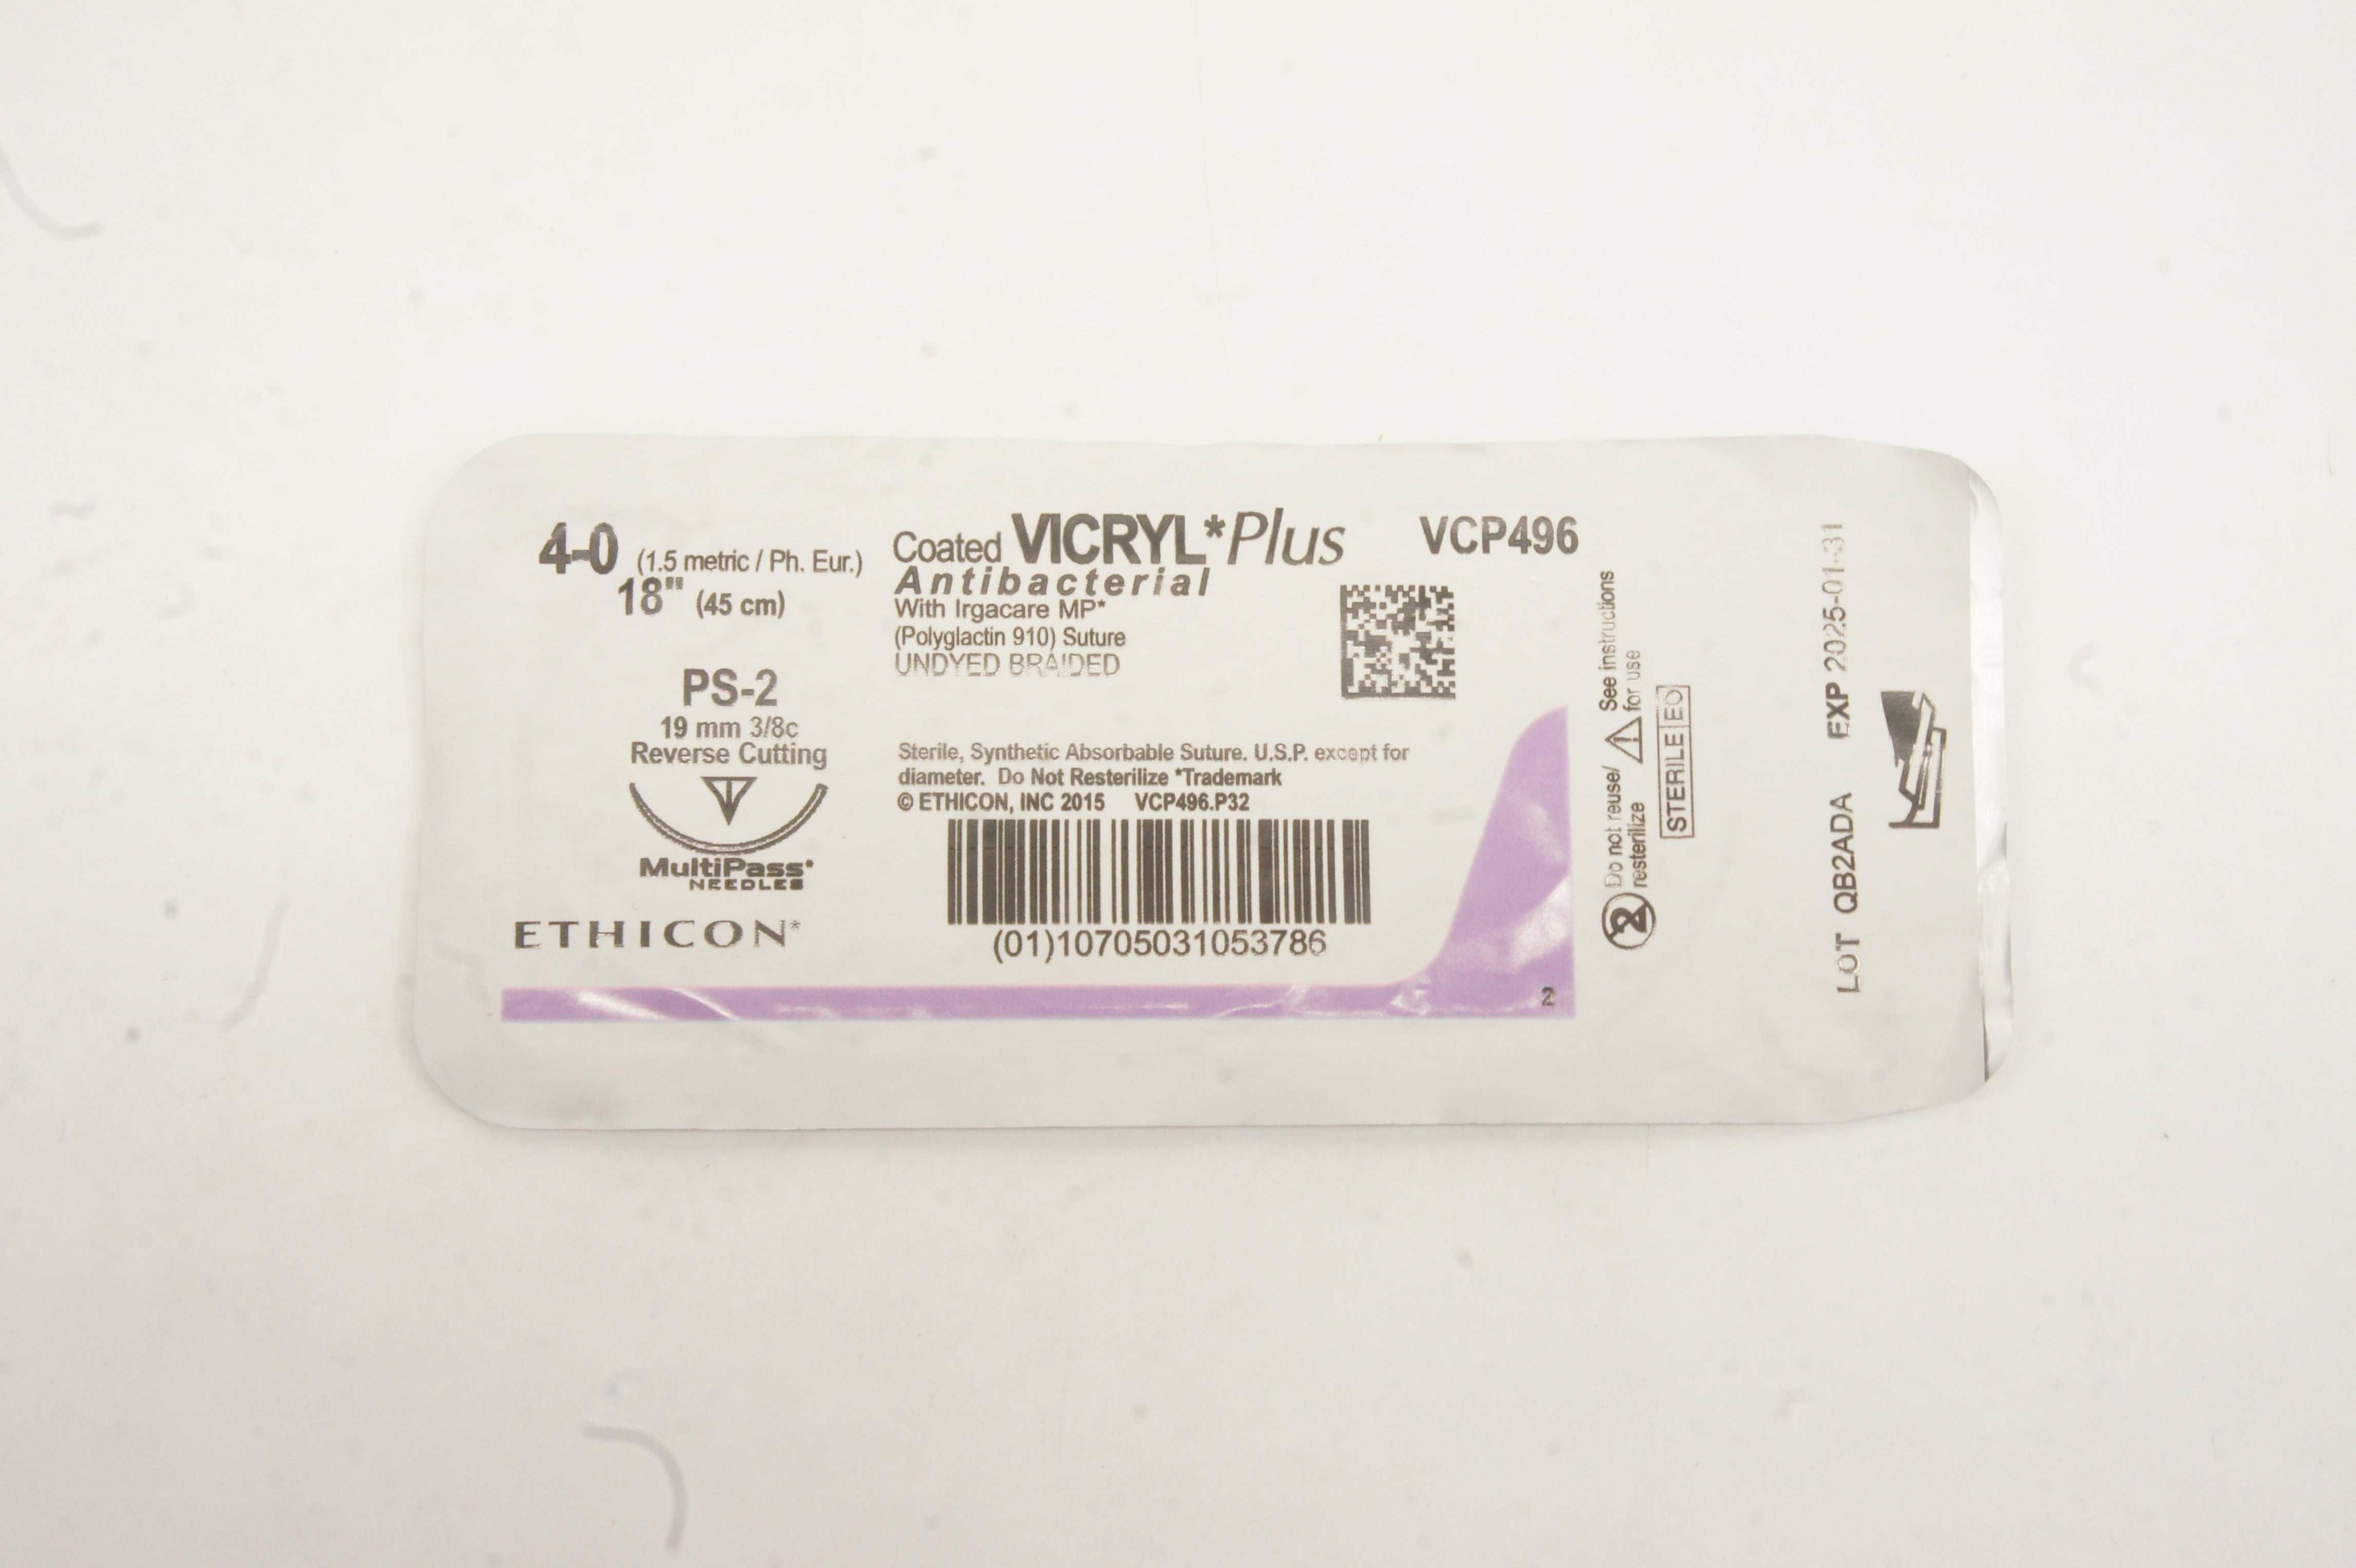 4-0 (1.5 metric / Ph. Eur.)
18" (45 cm)
PS-2
19 mm 3/8c
Reverse Cutting
MultiPass*
NEEDLES
ETHICON*
Coated VICRYL*Plus
Antibacterial
With Irgacare MP*
(Polyglactin 910) Suture
UNDYED BRAIDED
VCP496
Sterile, Synthetic Absorbable Suture. U.S.P. except for
diameter. Do Not Resterilize *Trademark
© ETHICON, INC 2015 VCP496.P32
(01)10705031053786
2
2 Do not reuse/
resterilize
See instructions
for use
STERILE EO
LOT QB2ADA EXP 2025-01-31